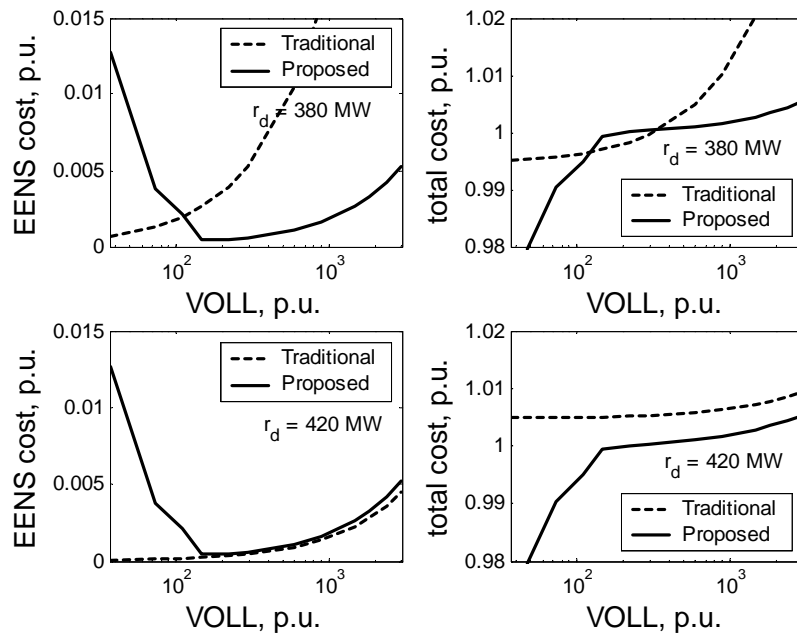 0.015
0.01
0.005
0
EENS cost, p.u.
Traditional
Proposed
r_d = 380 MW
10^2
10^3
VOLL, p.u.
1.02
1.01
1
0.99
0.98
total cost, p.u.
r_d = 380 MW
Traditional
Proposed
10^2
10^3
VOLL, p.u.
0.015
0.01
0.005
0
EENS cost, p.u.
Traditional
Proposed
r_d = 420 MW
10^2
10^3
VOLL, p.u.
1.02
1.01
1
0.99
0.98
total cost, p.u.
r_d = 420 MW
Traditional
Proposed
10^2
10^3
VOLL, p.u.